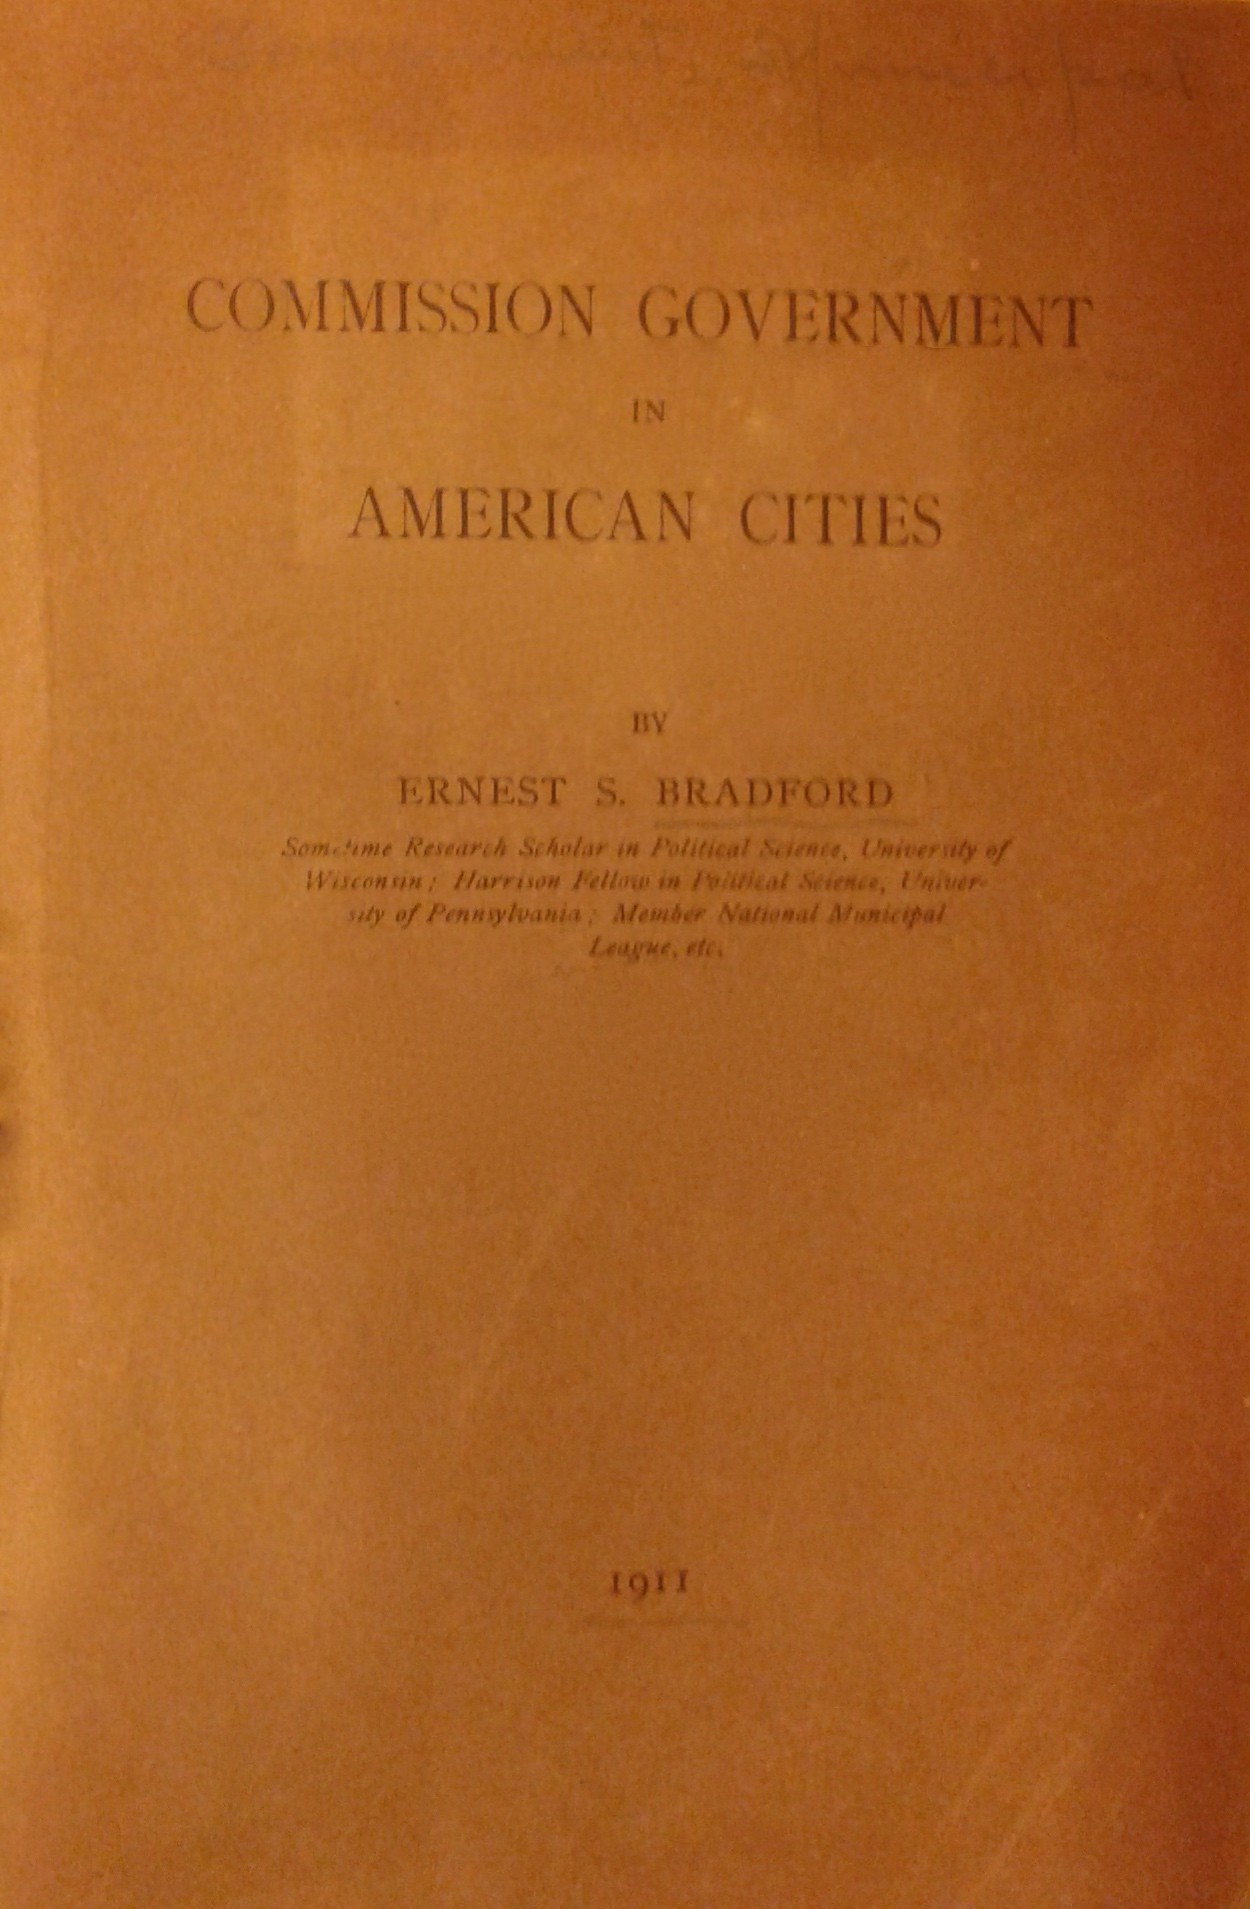 COMMISSION GOVERNMENT
IN
AMERICAN CITIES
BY
ERNEST S. BRADFORD
Sometime Research Scholar in Political Science, University of
Wisconsin; Harrison Fellow in Political Science, Univer-
sity of Pennsylvania; Member National Municipal
League, etc.
1911